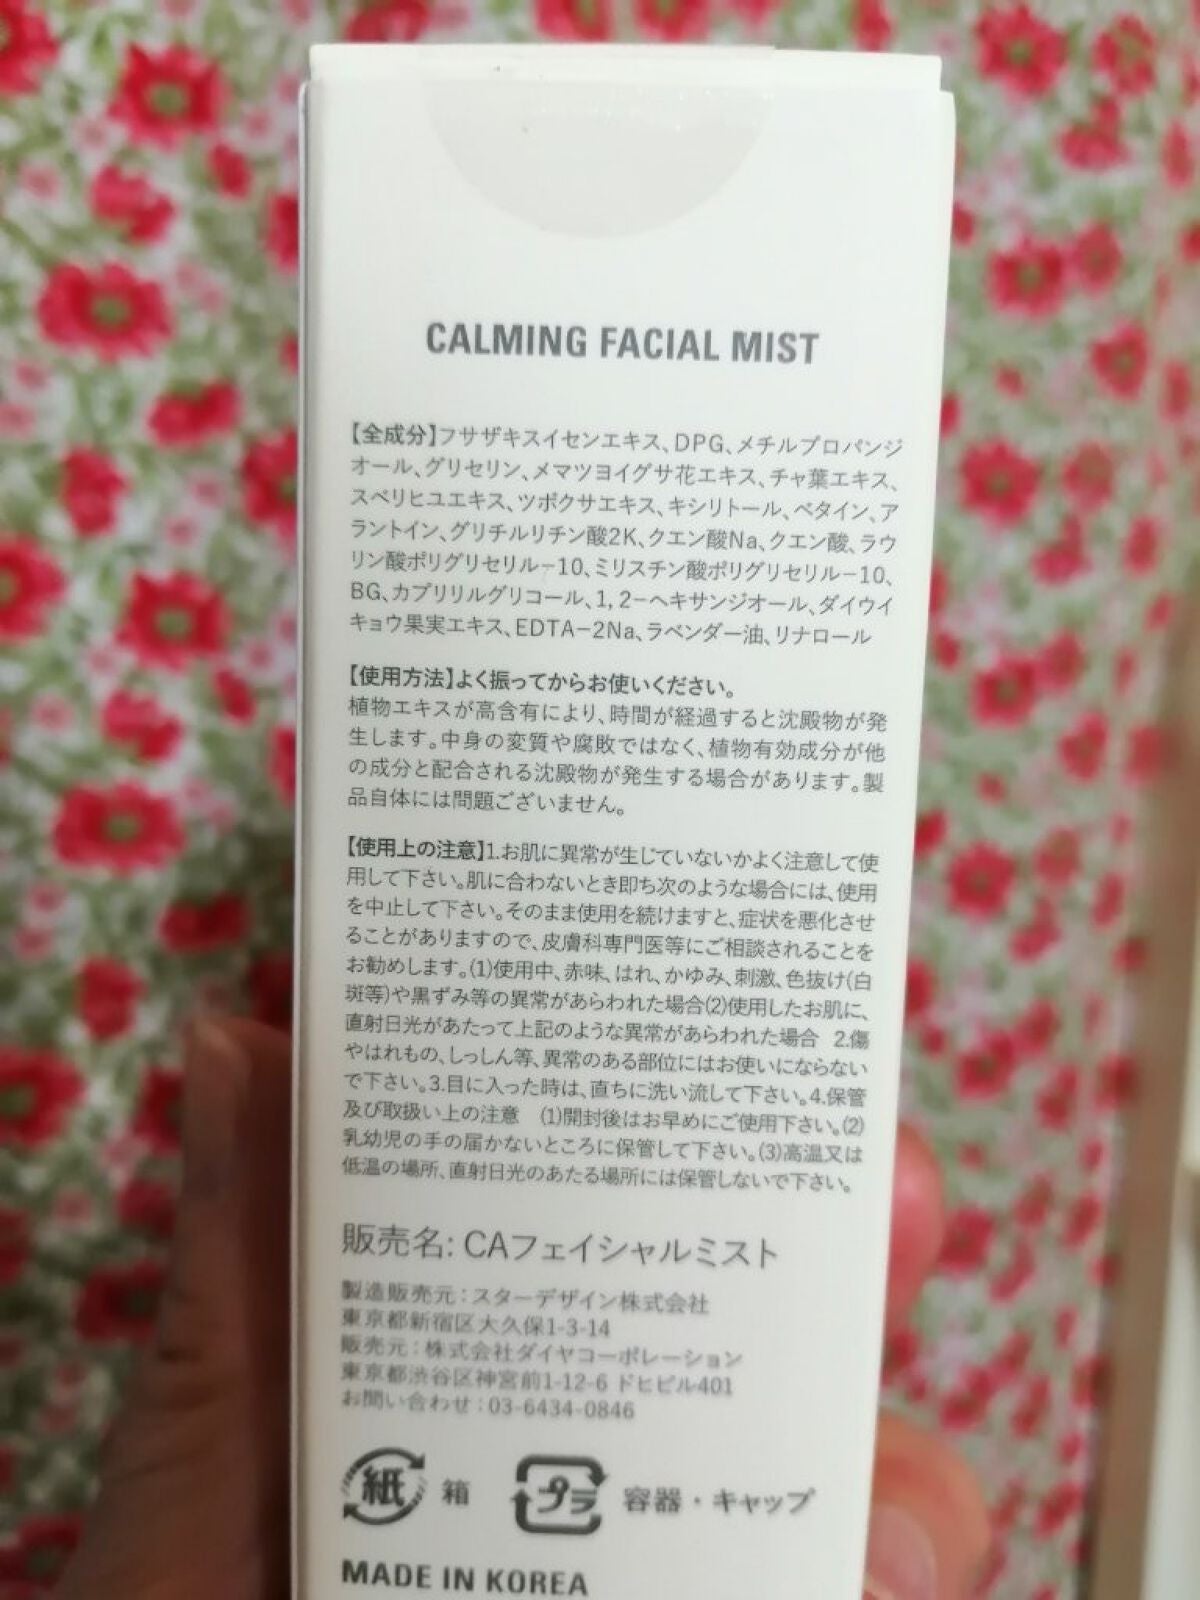 CALMING FACIAL MIST
【全成分】フサザキスイセンエキス、DPG、メチルプロパンジ
オール、グリセリン、メマツヨイグサ花エキス、チャ葉エキス、
スベリヒユエキス、ツボクサエキス、キシリトール、ベタイン、ア
ラントイン、グリチルリチン酸2K、クエン酸Na、クエン酸、ラウ
リン酸ポリグリセリル−10、ミリスチン酸ポリグリセリル−10、
BG、カプリリルグリコール、1,2−ヘキサンジオール、ダイウイ
キョウ果実エキス、EDTA−2Na、ラベンダー油、リナロール
【使用方法】よく振ってからお使いください。
植物エキスが高含有により、時間が経過すると沈殿物が発
生します。中身の変質や腐敗ではなく、植物有効成分が他
の成分と配合される沈殿物が発生する場合があります。製
品自体には問題ございません。
【使用上の注意】1.お肌に異常が生じていないかよく注意して使
用して下さい。肌に合わないとき即ち次のような場合には、使用
を中止して下さい。そのまま使用を続けますと、症状を悪化させ
ることがありますので、皮膚科専門医等にご相談されることを
お勧めします。(1)使用中、赤味、はれ、かゆみ、刺激、色抜け(白
斑等)や黒ずみ等の異常があらわれた場合(2)使用したお肌に、
直射日光があたって上記のような異常があらわれた場合 2.傷
やはれもの、しっしん等、異常のある部位にはお使いにならない
で下さい。3.目に入った時は、直ちに洗い流して下さい。4.保管
及び取扱い上の注意 (1)開封後はお早めにご使用下さい。(2)
乳幼児の手の届かないところに保管して下さい。(3)高温又は
低温の場所、直射日光のあたる場所には保管しないで下さい。
販売名: CAフェイシャルミスト
製造販売元：スターデザイン株式会社
東京都新宿区大久保1-3-14
販売元：株式会社ダイヤコーポレーション
東京都渋谷区神宮前1-12-6 ドヒビル401
お問い合わせ：03-6434-0846
紙 箱 プラ 容器・キャップ
MADE IN KOREA